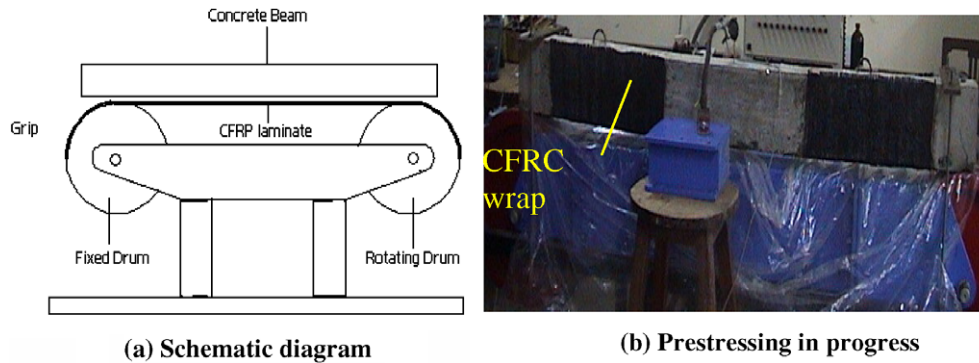 Concrete Beam
Grip
CFRP laminate
Fixed Drum
Rotating Drum
(a) Schematic diagram
CFRC
wrap
(b) Prestressing in progress